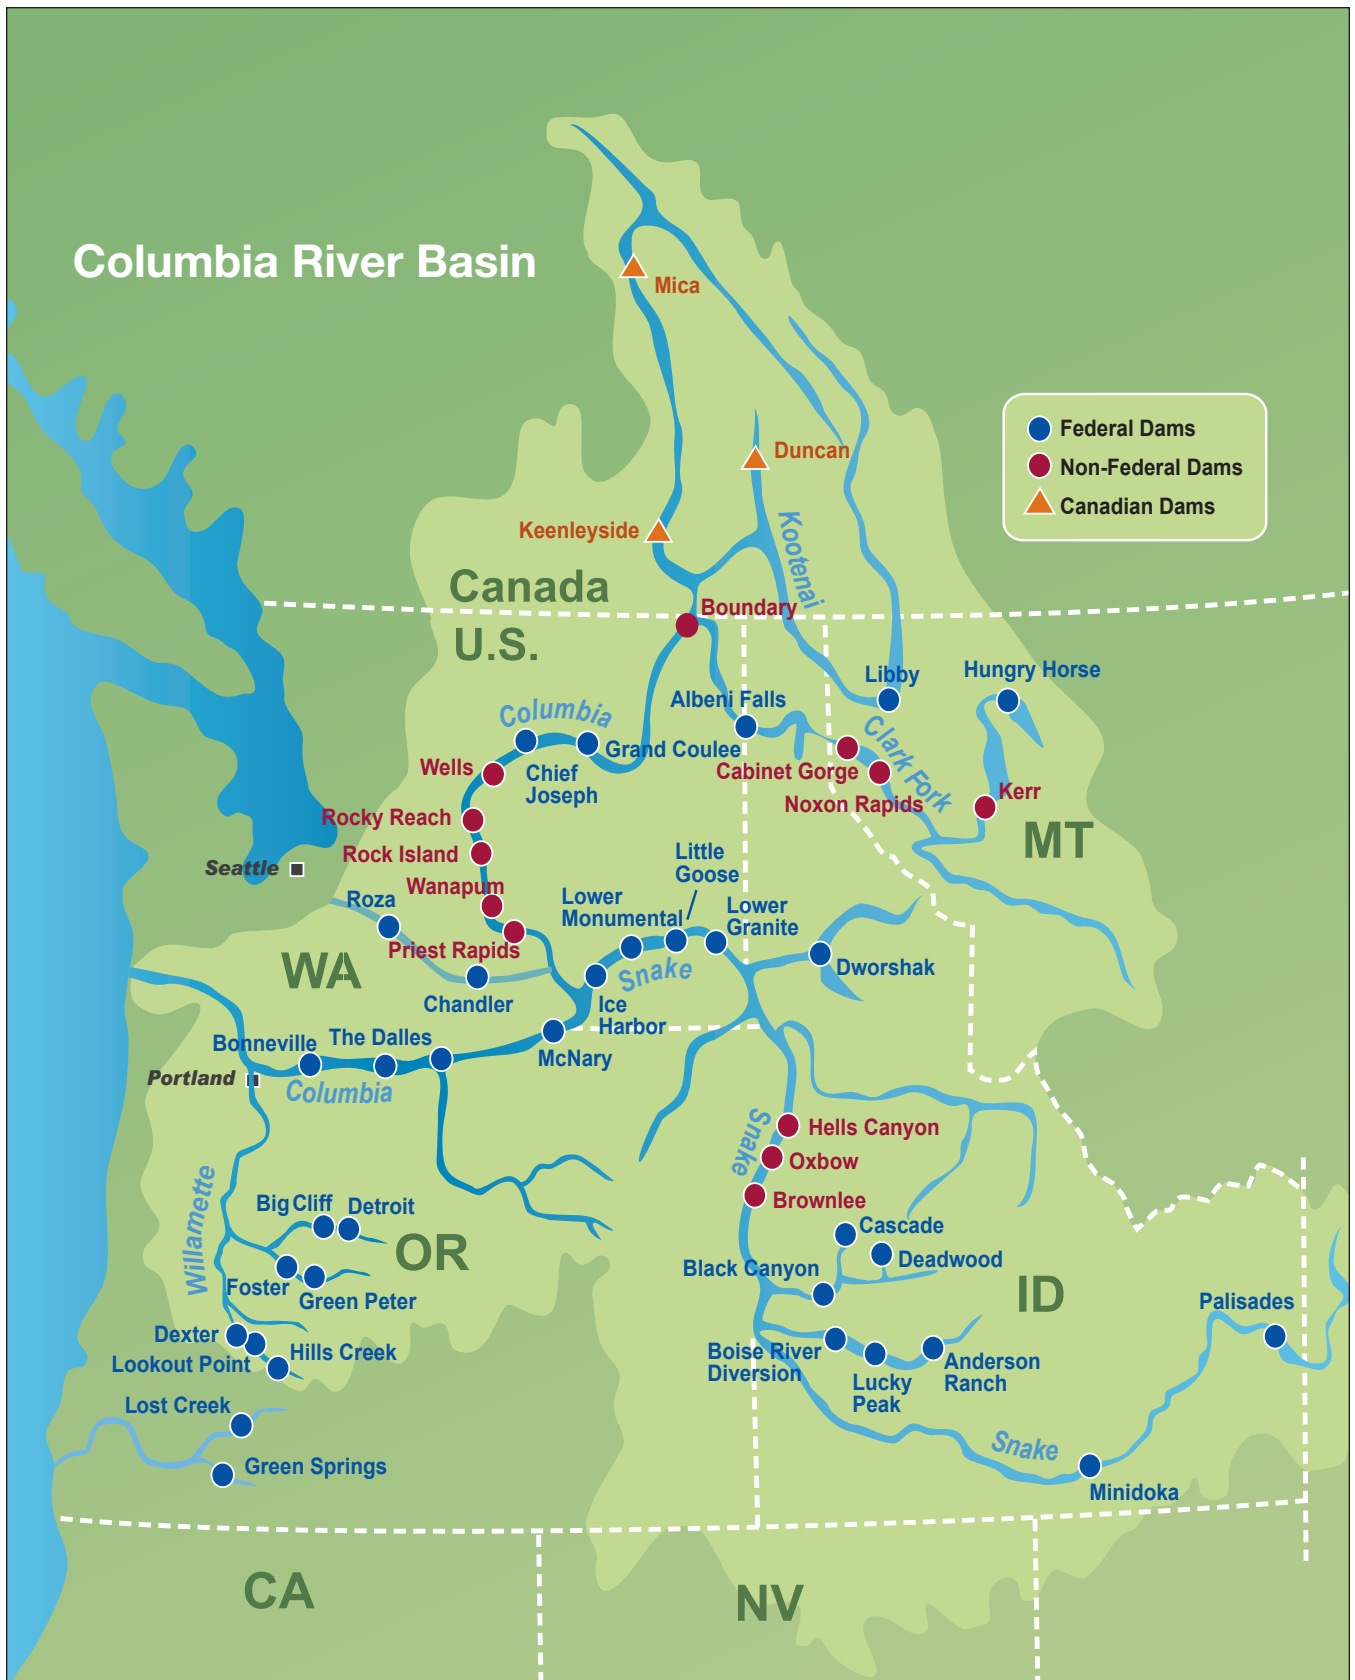 Columbia River Basin
Mica
Federal Dams
Non-Federal Dams
Canadian Dams
Duncan
Keenleyside
Kootenai
Canada
U.S.
Boundary
Libby
Hungry Horse
Albeni Falls
Columbia
Grand Coulee
Clark Fork
Wells
Chief
Joseph
Cabinet Gorge
Noxon Rapids
Kerr
Rocky Reach
MT
Rock Island
Little
Goose
Seattle
Wanapum
Roza
Lower
Monumental
Lower
Granite
Priest Rapids
WA
Snake
Dworshak
Chandler
Ice
Harbor
Bonneville
The Dalles
McNary
Portland
Columbia
Snake
Hells Canyon
Oxbow
Brownlee
Willamette
Big Cliff
Detroit
OR
Cascade
Deadwood
Black Canyon
Foster
Green Peter
ID
Palisades
Dexter
Lookout Point
Hills Creek
Boise River
Diversion
Lucky
Peak
Anderson
Ranch
Lost Creek
Green Springs
Snake
Minidoka
CA
NV